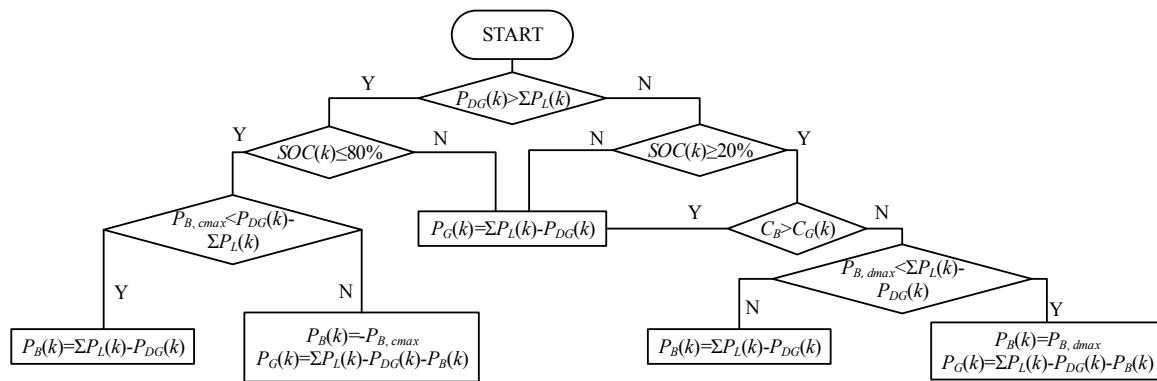 START
Y
N
P_DG(k)>ΣP_L(k)
Y
N
N
Y
SOC(k)≤80%
SOC(k)≥20%
P_B, cmax<P_DG(k)-
ΣP_L(k)
P_G(k)=ΣP_L(k)-P_DG(k)
Y
C_B>C_G(k)
N
P_B, dmax<ΣP_L(k)-
P_DG(k)
Y
N
N
Y
P_B(k)=ΣP_L(k)-P_DG(k)
P_B(k)=-P_B, cmax
P_G(k)=ΣP_L(k)-P_DG(k)-P_B(k)
P_B(k)=ΣP_L(k)-P_DG(k)
P_B(k)=P_B, dmax
P_G(k)=ΣP_L(k)-P_DG(k)-P_B(k)